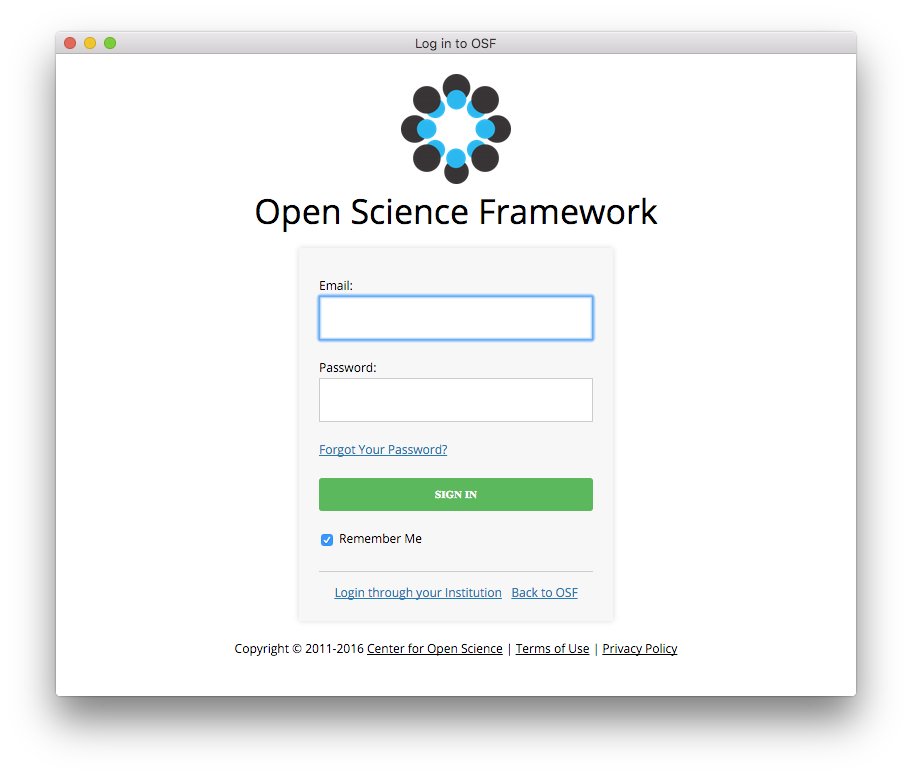 Log in to OSF
Open Science Framework
Email:
Password:
Forgot Your Password?
SIGN IN
Remember Me
Login through your Institution Back to OSF
Copyright © 2011-2016 Center for Open Science | Terms of Use | Privacy Policy